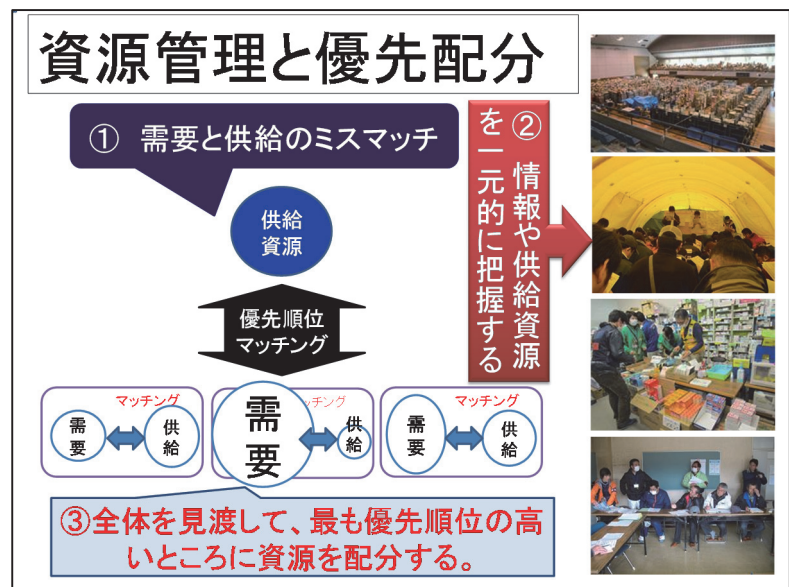 資源管理と優先配分
① 需要と供給のミスマッチ
② 情報や供給資源
を一元的に把握する
供給
資源
優先順位
マッチング
マッチング
需
要
供
給
需
要
ッチング
供
給
マッチング
需
要
供
給
③全体を見渡して、最も優先順位の高
いところに資源を配分する。